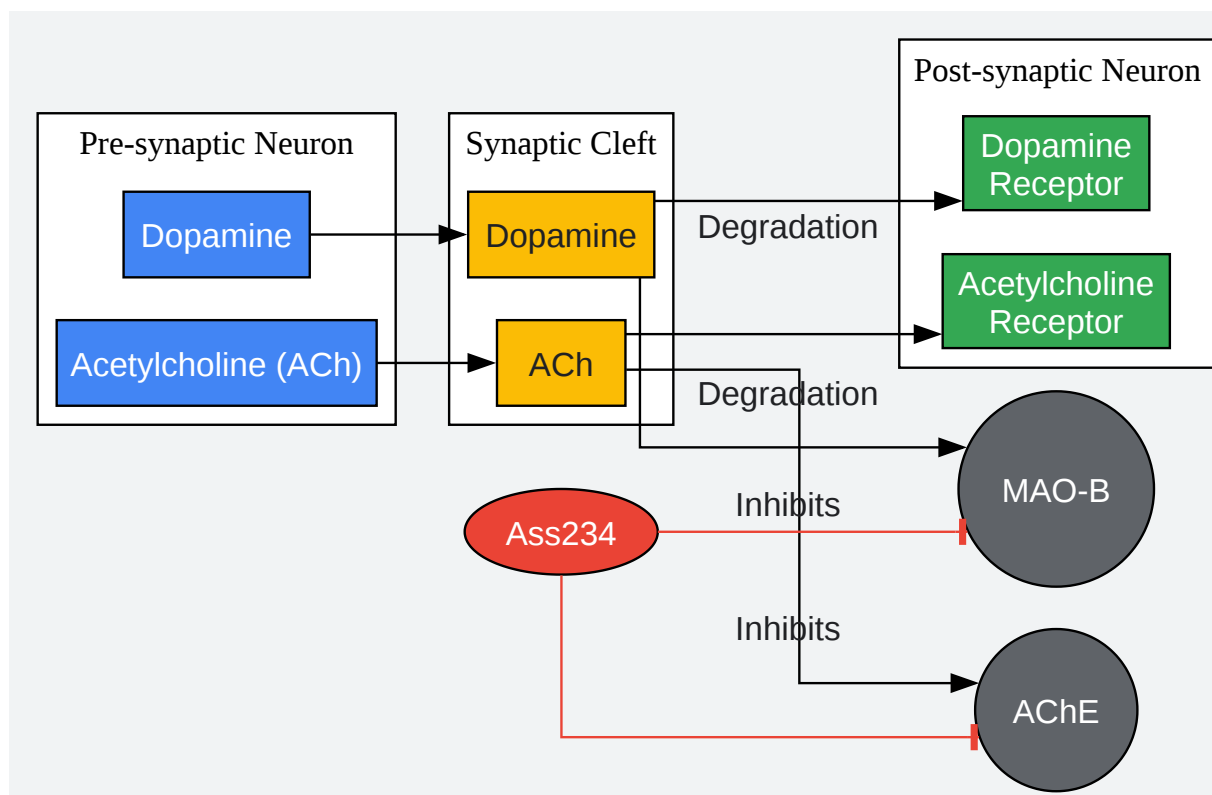 Post-synaptic Neuron
Pre-synaptic Neuron
Synaptic Cleft
Dopamine
Receptor
Dopamine
Dopamine
Degradation
Acetylcholine
Receptor
Acetylcholine (ACh)
ACh
Degradation
MAO-B
Inhibits
Ass234
Inhibits
AChE